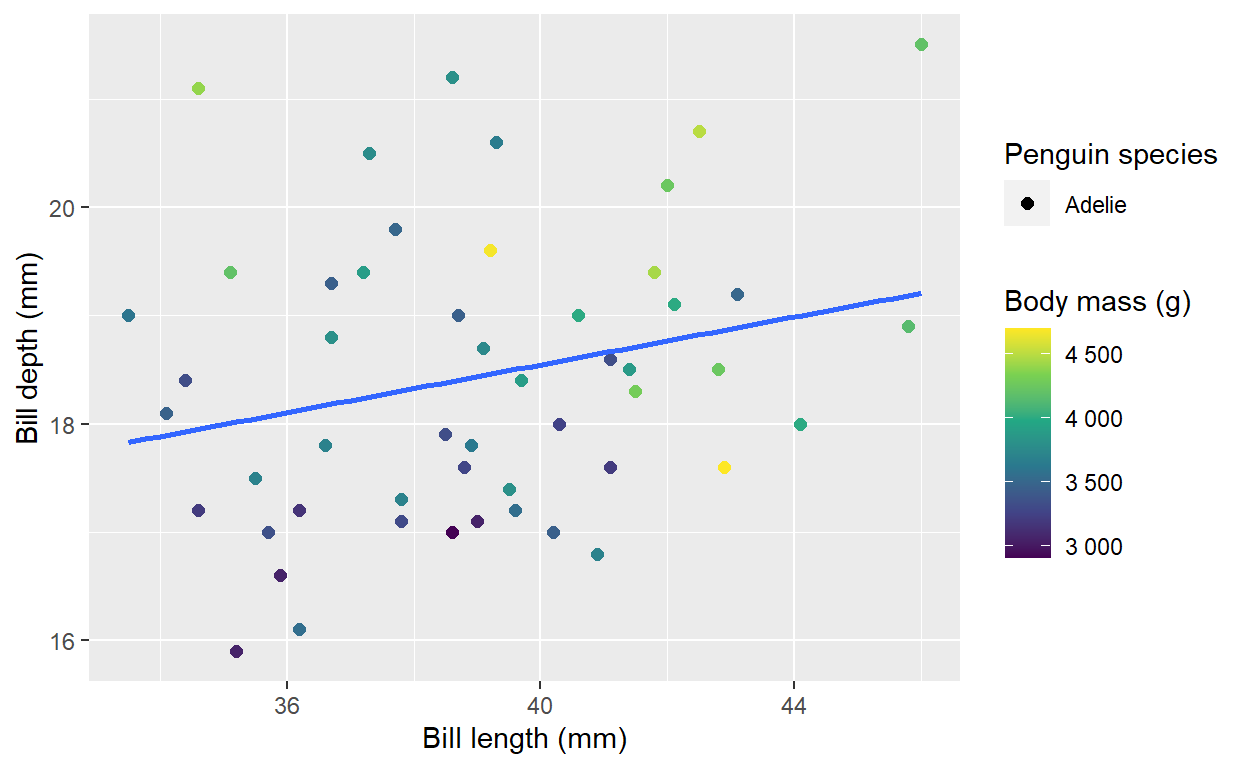 20
18
16
36 40 44
Bill length (mm)
Bill depth (mm)
Penguin species
Adelie
Body mass (g)
4 500
4 000
3 500
3 000